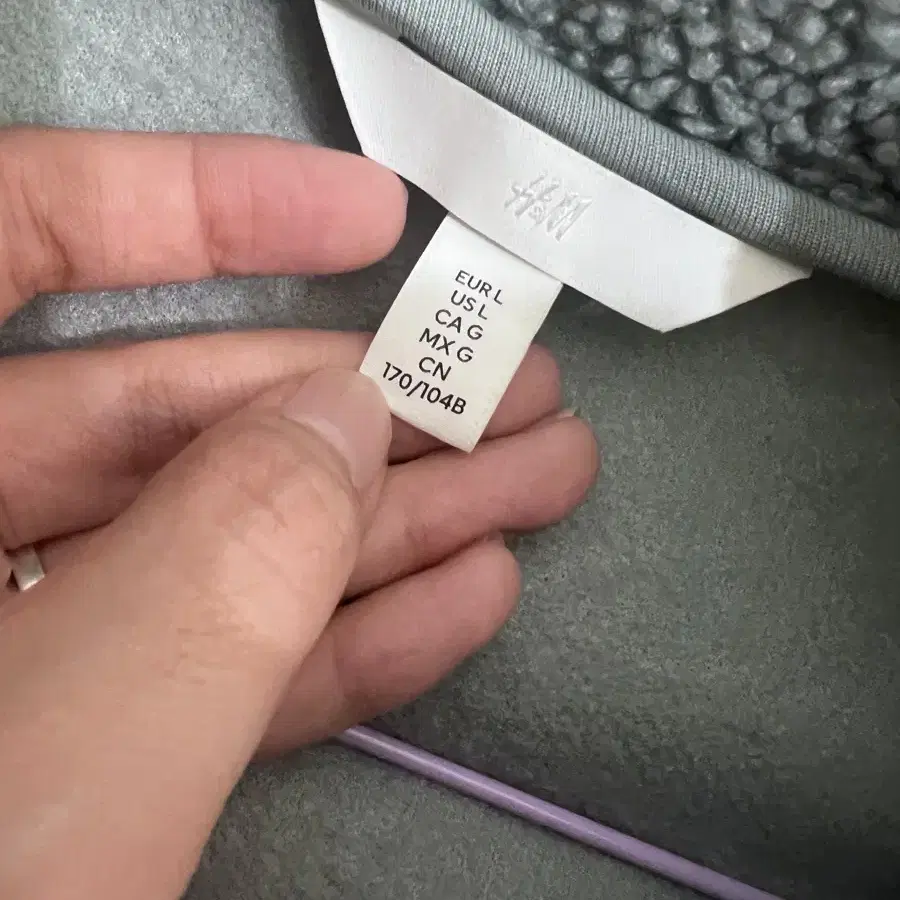 H&M
EUR L
US L
CA G
MX G
CN
170/104B